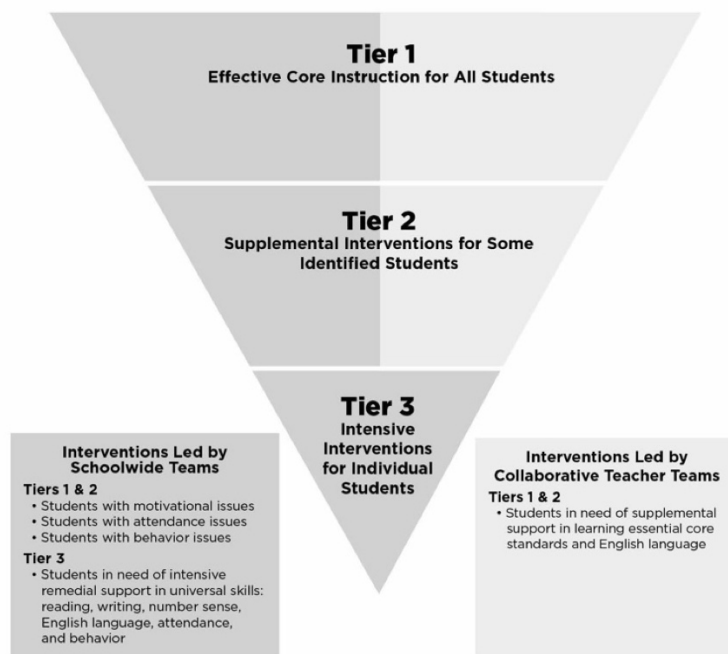 Tier 1
Effective Core Instruction for All Students
Tier 2
Supplemental Interventions for Some
Identified Students
Tier 3
Intensive
Interventions
for Individual
Students
Interventions Led by
Schoolwide Teams
Tiers 1 & 2
• Students with motivational issues
• Students with attendance issues
• Students with behavior issues
Tier 3
• Students in need of intensive
remedial support in universal skills:
reading, writing, number sense,
English language, attendance,
and behavior
Interventions Led by
Collaborative Teacher Teams
Tiers 1 & 2
• Students in need of supplemental
support in learning essential core
standards and English language